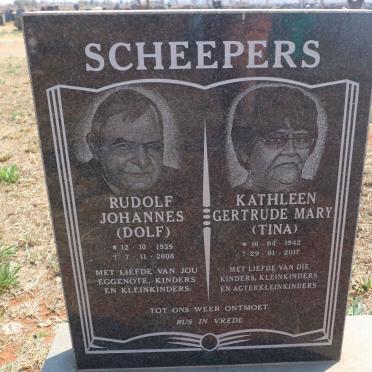 SCHEEPERS
RUDOLF
JOHANNES
(DOLF)
* 12 · 10 · 1939
† 7 · 11 · 2008
MET LIEFDE VAN JOU
EGGENOTE, KINDERS
EN KLEINKINDERS.
KATHLEEN
GERTRUDE MARY
(TINA)
* 16 · 04 · 1942
† 29 · 01 · 2017
MET LIEFDE VAN DIE
KINDERS, KLEINKINDERS
EN AGTERKLEINKINDERS
TOT ONS WEER ONTMOET
RUS IN VREDE